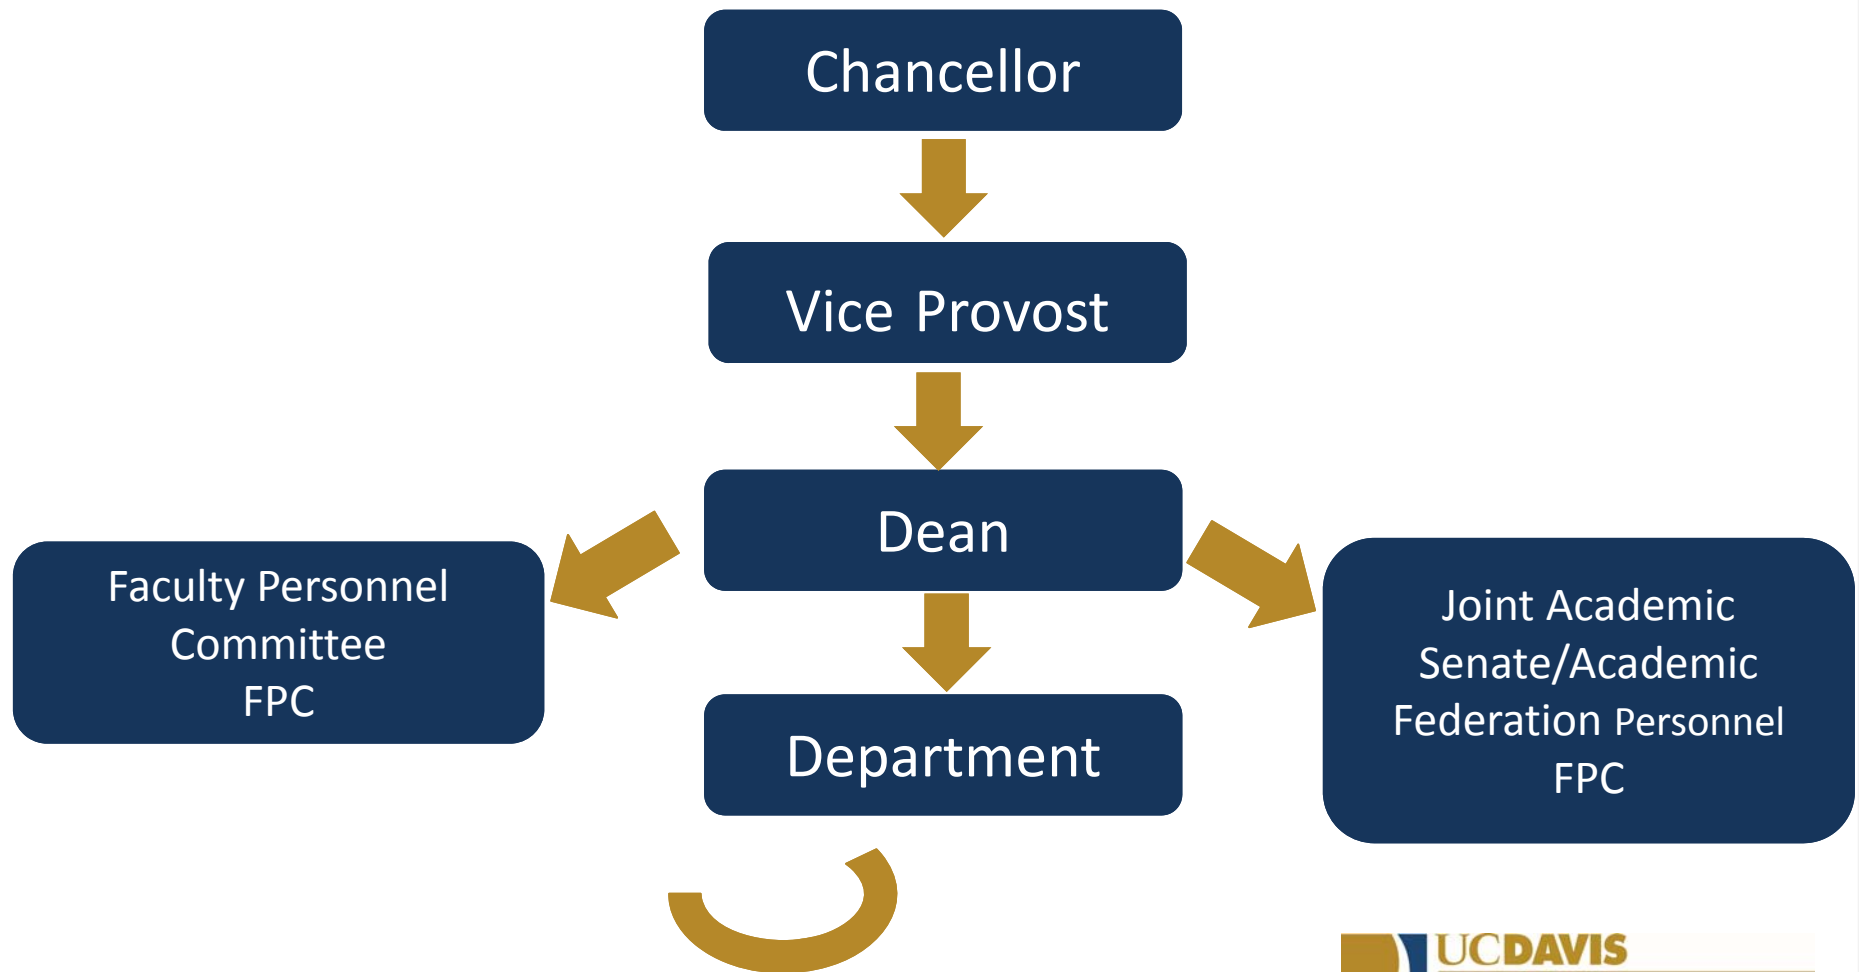 Chancellor
Vice Provost
Dean
Faculty Personnel
Committee
FPC
Joint Academic
Senate/Academic
Federation Personnel
FPC
Department
UCDAVIS